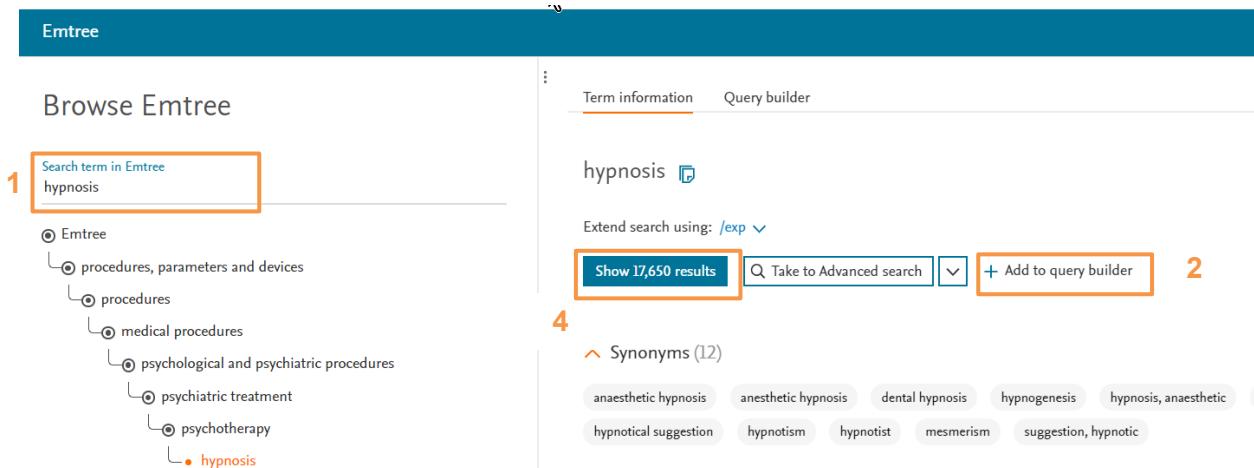 Emtree
Browse Emtree
1
Search term in Emtree
hypnosis
Emtree
procedures, parameters and devices
procedures
medical procedures
psychological and psychiatric procedures
psychiatric treatment
psychotherapy
hypnosis
Term information Query builder
hypnosis
Extend search using: /exp
Show 17,650 results Take to Advanced search + Add to query builder 2
4
Synonyms (12)
anaesthetic hypnosis anesthetic hypnosis dental hypnosis hypnogenesis hypnosis, anaesthetic
hypnotical suggestion hypnotism hypnotist mesmerism suggestion, hypnotic